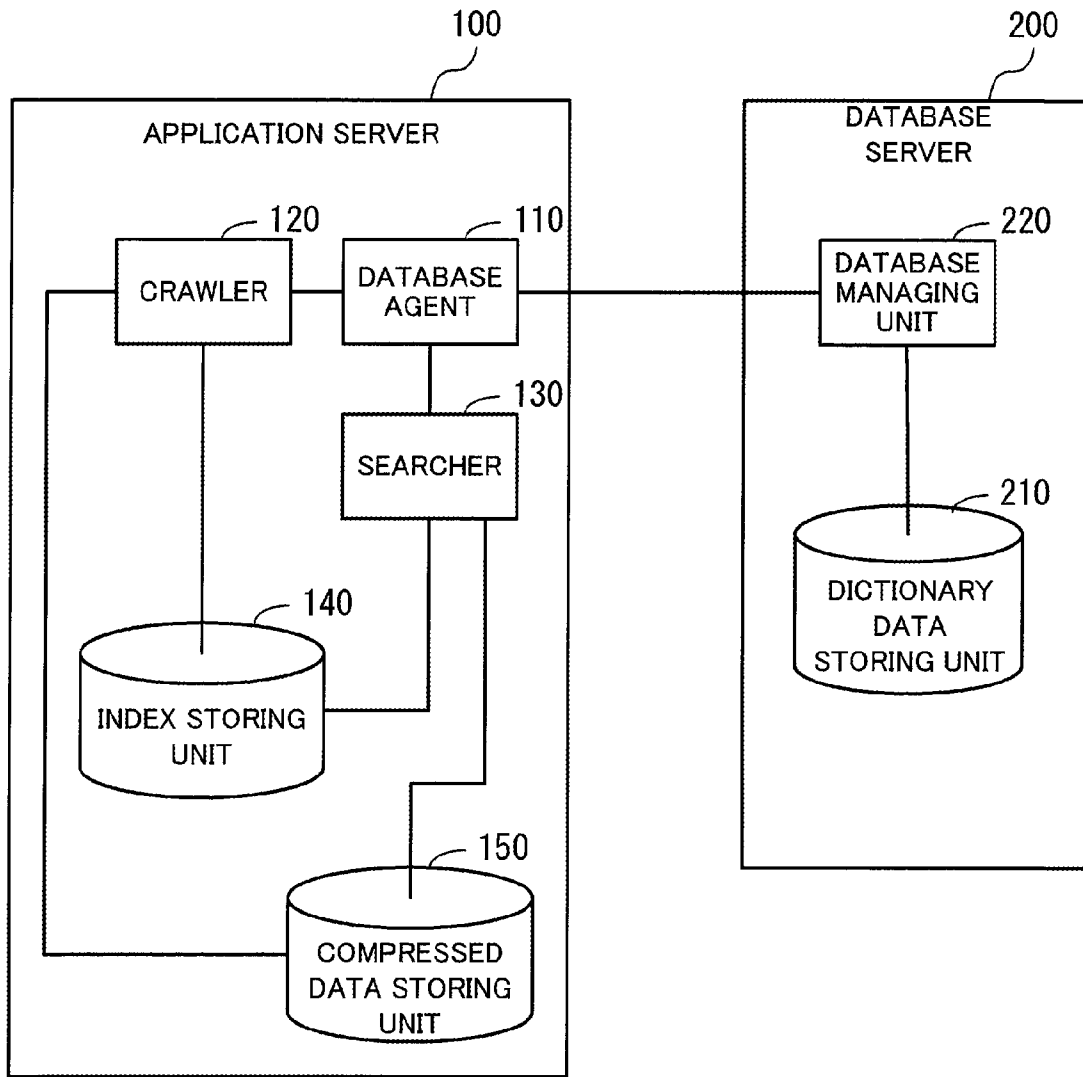 100
200
APPLICATION SERVER
DATABASE
SERVER
120
110
220
CRAWLER
DATABASE
AGENT
DATABASE
MANAGING
UNIT
130
SEARCHER
210
DICTIONARY
DATA
STORING UNIT
140
INDEX STORING
UNIT
150
COMPRESSED
DATA STORING
UNIT